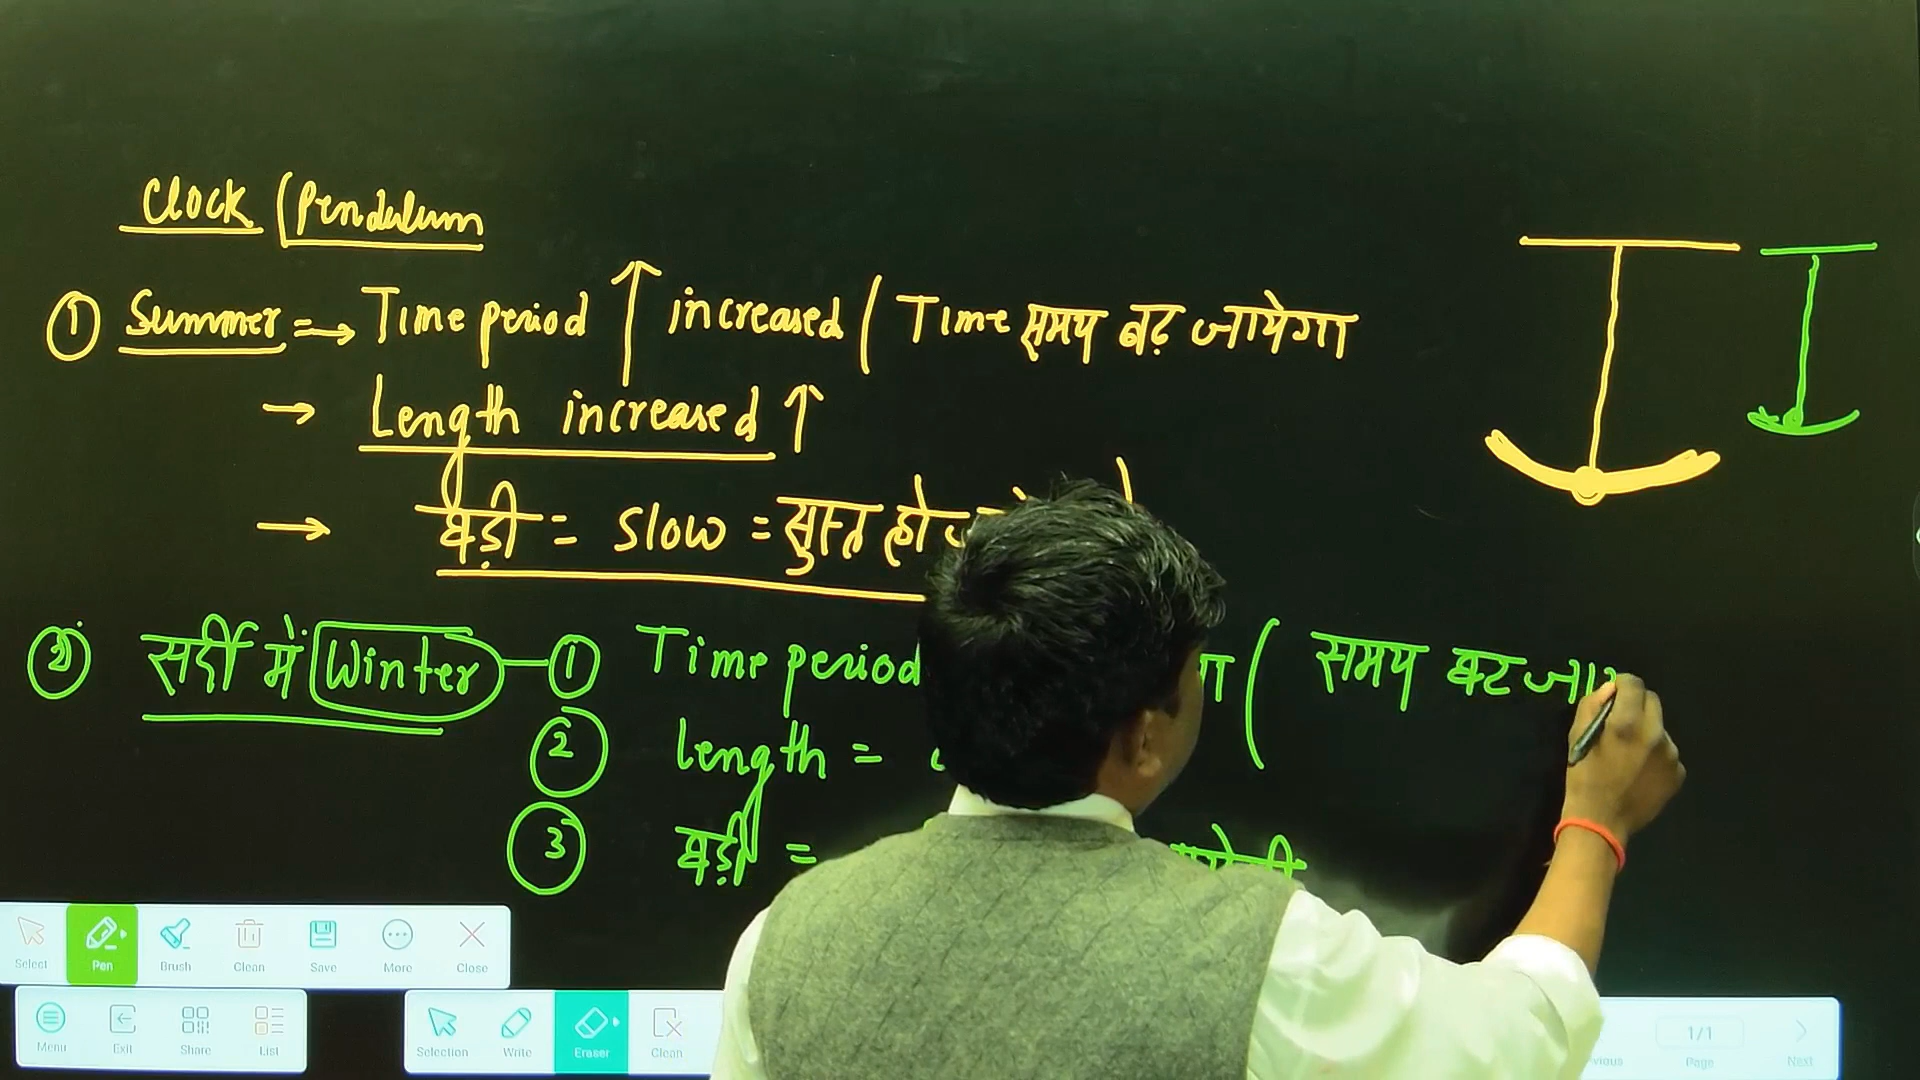 Clock (Pendulum
① Summer => Time period ↑ increased / Time समय बढ़ जायेगा
→ Length increased ↑
→ घड़ी = slow = सुस्त हो
② सर्दी में Winter — ① Time period ( समय घट
② length =
③ घड़ी =
Select Pen Brush Clean Save More Close
Menu Exit Share List
Selection Write Eraser Clean
1/1
Page Next